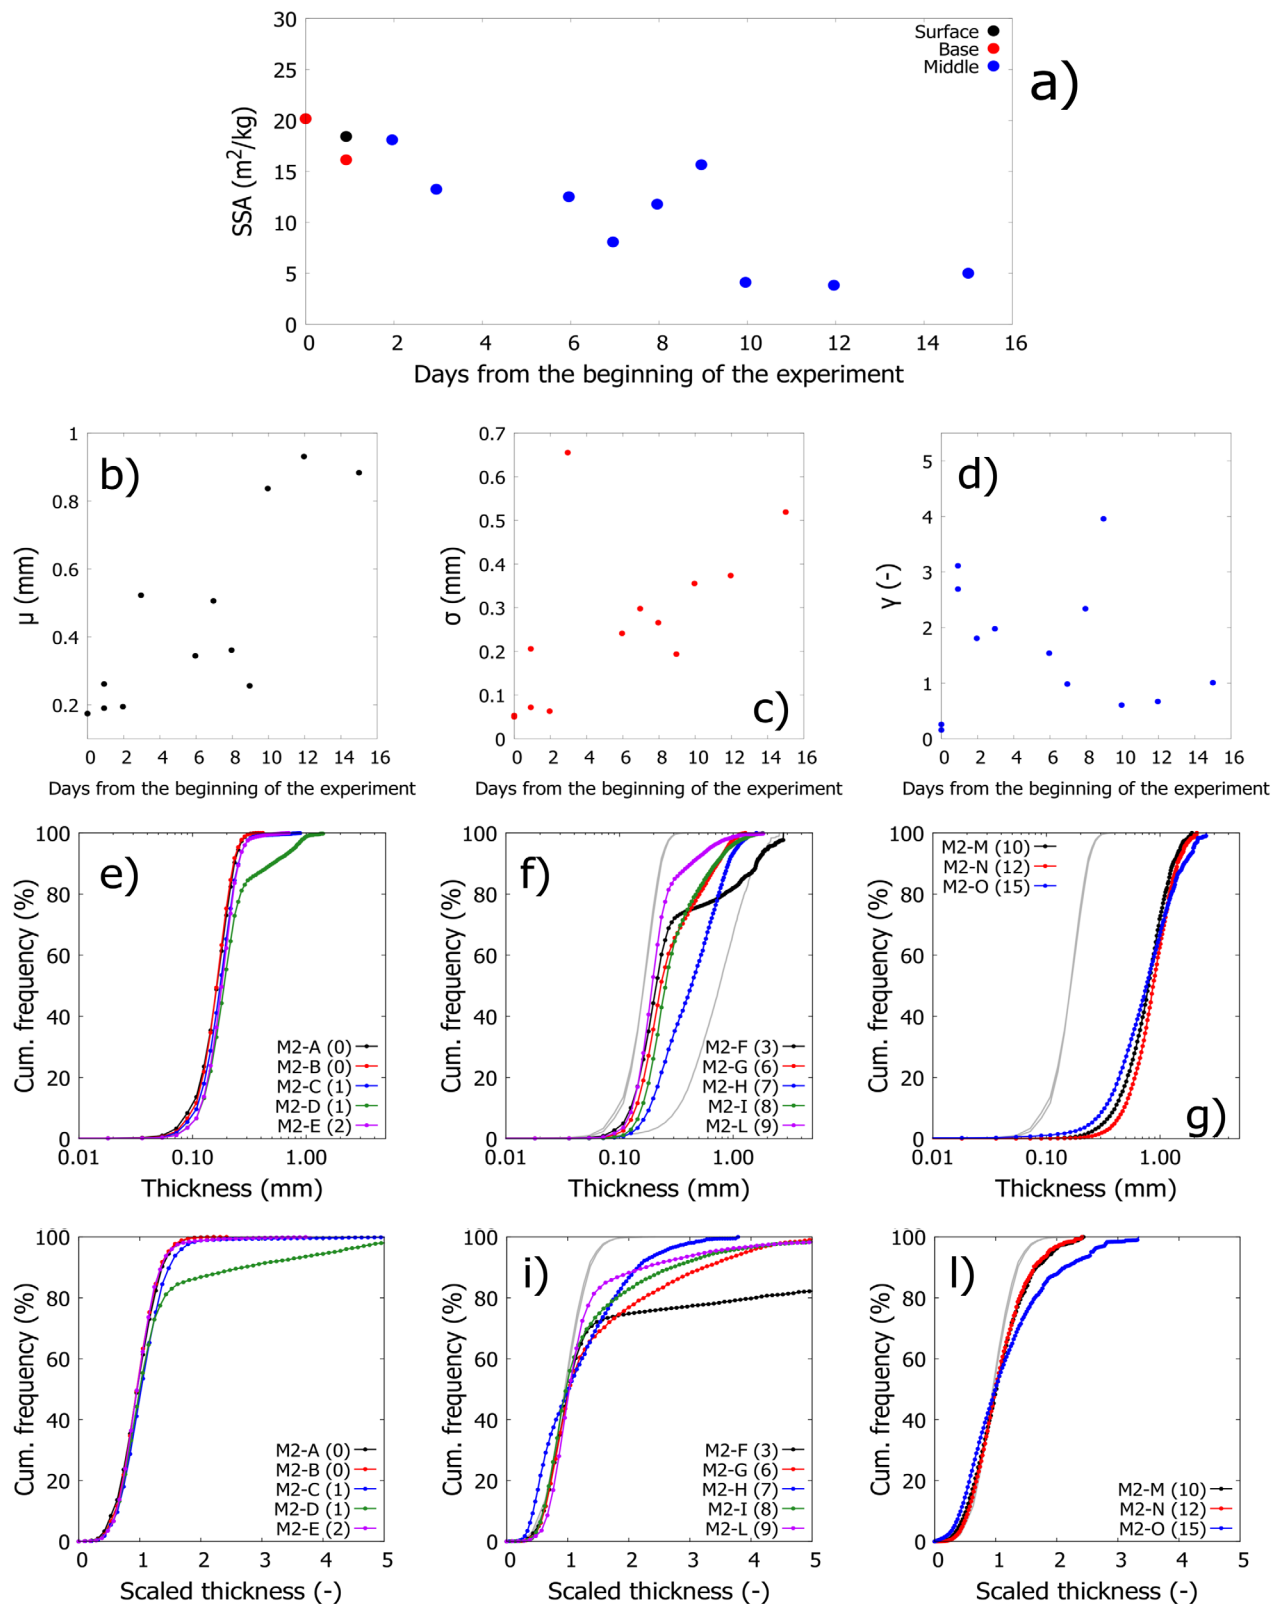 30
25
20
15
10
5
0
SSA (m²/kg)
Surface
Base
Middle
a)
0 2 4 6 8 10 12 14 16
Days from the beginning of the experiment
1
0.8
0.6
0.4
0.2
μ (mm)
b)
0 2 4 6 8 10 12 14 16
Days from the beginning of the experiment
0.7
0.6
0.5
0.4
0.3
0.2
0.1
0
σ (mm)
c)
0 2 4 6 8 10 12 14 16
Days from the beginning of the experiment
5
4
3
2
1
0
γ (-)
d)
0 2 4 6 8 10 12 14 16
Days from the beginning of the experiment
100
80
60
40
20
0
Cum. frequency (%)
e)
M2-A (0)
M2-B (0)
M2-C (1)
M2-D (1)
M2-E (2)
0.01 0.10 1.00
Thickness (mm)
100
80
60
40
20
0
Cum. frequency (%)
f)
M2-F (3)
M2-G (6)
M2-H (7)
M2-I (8)
M2-L (9)
0.01 0.10 1.00
Thickness (mm)
100
80
60
40
20
0
Cum. frequency (%)
M2-M (10)
M2-N (12)
M2-O (15)
g)
0.01 0.10 1.00
Thickness (mm)
100
80
60
40
20
0
Cum. frequency (%)
M2-A (0)
M2-B (0)
M2-C (1)
M2-D (1)
M2-E (2)
0 1 2 3 4 5
Scaled thickness (-)
100
80
60
40
20
0
Cum. frequency (%)
i)
M2-F (3)
M2-G (6)
M2-H (7)
M2-I (8)
M2-L (9)
0 1 2 3 4 5
Scaled thickness (-)
100
80
60
40
20
0
Cum. frequency (%)
l)
M2-M (10)
M2-N (12)
M2-O (15)
0 1 2 3 4 5
Scaled thickness (-)